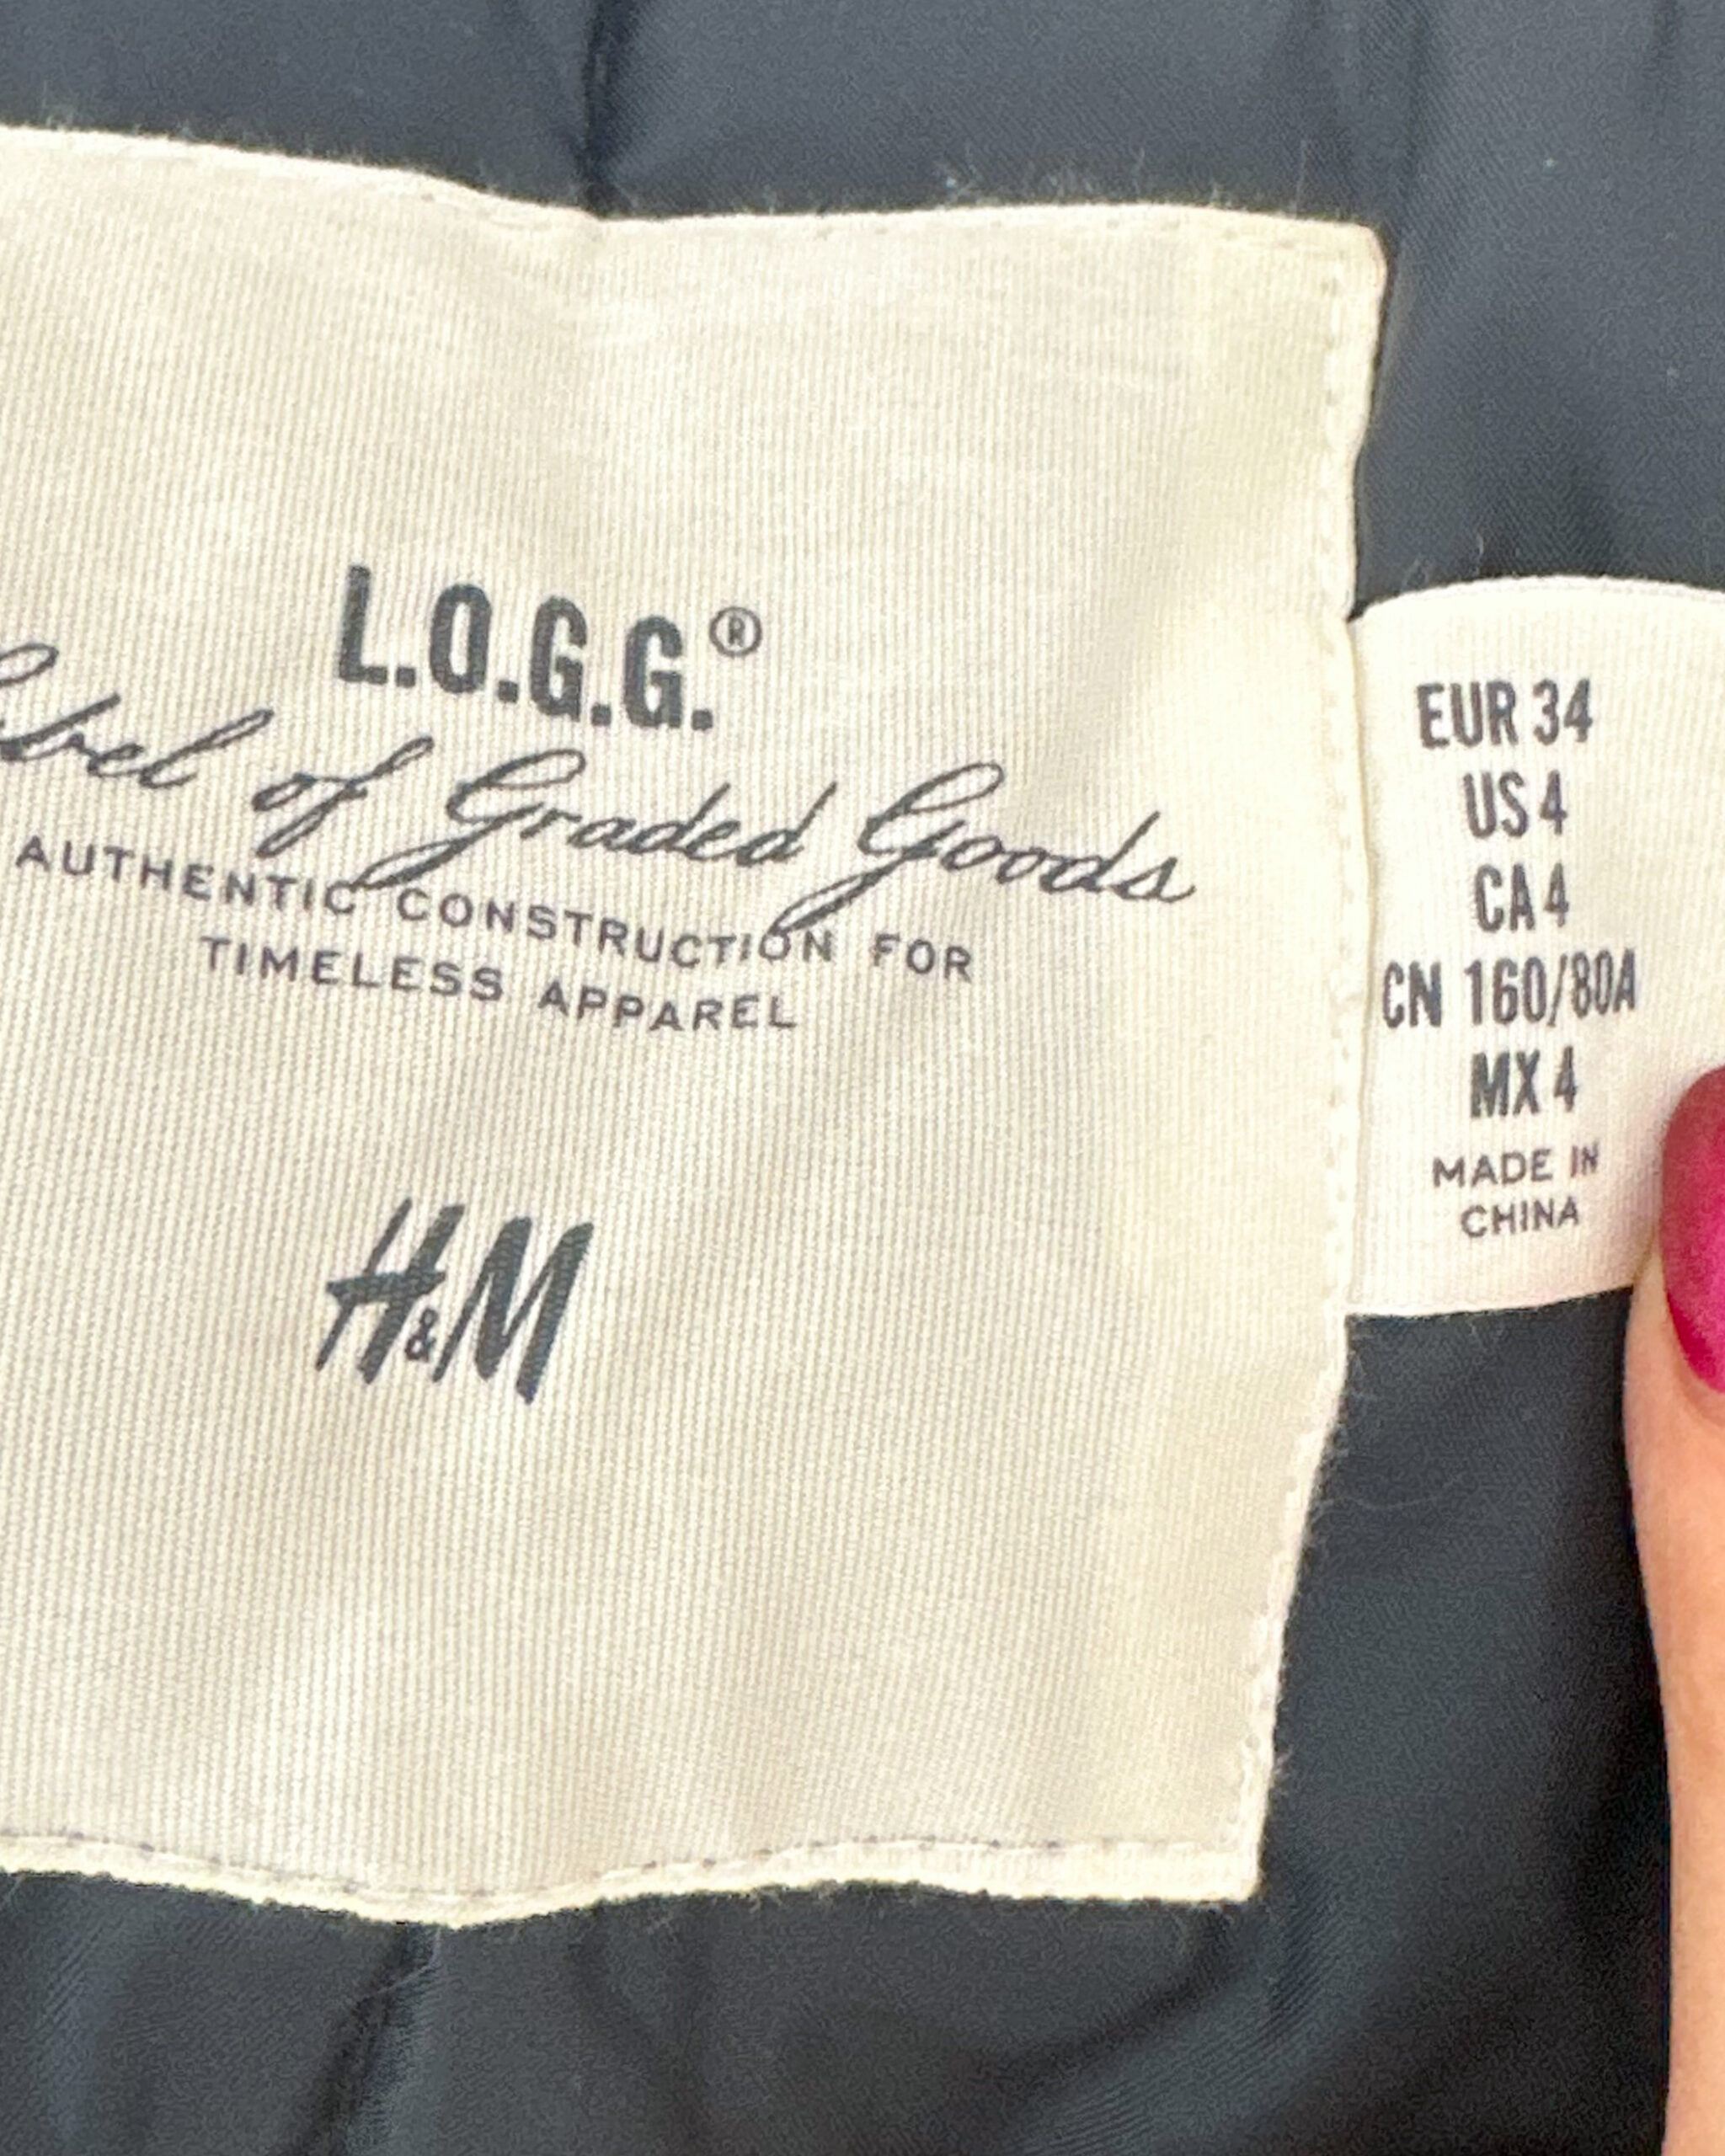 L.O.G.G.®
Label of Graded Goods
AUTHENTIC CONSTRUCTION FOR
TIMELESS APPAREL
H&M
EUR 34
US 4
CA 4
CN 160/80A
MX 4
MADE IN
CHINA